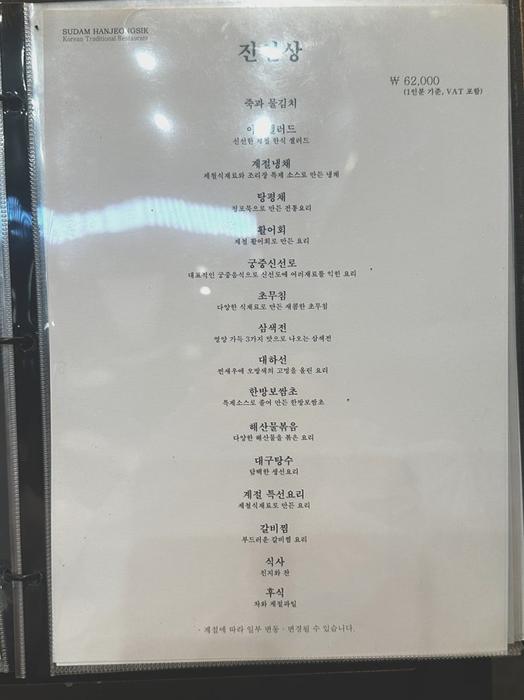 SUDAM HANJEONGSIK
Korean Traditional Restaurant
진 상
₩ 62,000
(1인분 기준, VAT 포함)
죽과 물김치
샐러드
신선한 제철 한식 샐러드
계절냉채
제철식재료와 조리장 특제 소스로 만든 냉채
탕평채
청포묵으로 만든 전통요리
활어회
제철 활어회로 만든 요리
궁중신선로
대표적인 궁중음식으로 신선로에 여러재료를 익힌 요리
초무침
다양한 식재료로 만든 새콤한 초무침
삼색전
영양 가득 3가지 맛으로 나오는 삼색전
대하선
찐새우에 오방색의 고명을 올린 요리
한방보쌈초
특제소스로 졸여 만든 한방보쌈초
해산물볶음
다양한 해산물을 볶은 요리
대구탕수
담백한 생선요리
계절 특선요리
제철식재료로 만든 요리
갈비찜
부드러운 갈비찜 요리
식사
진지와 찬
후식
차와 계절과일
· 계절에 따라 일부 변동 · 변경될 수 있습니다.